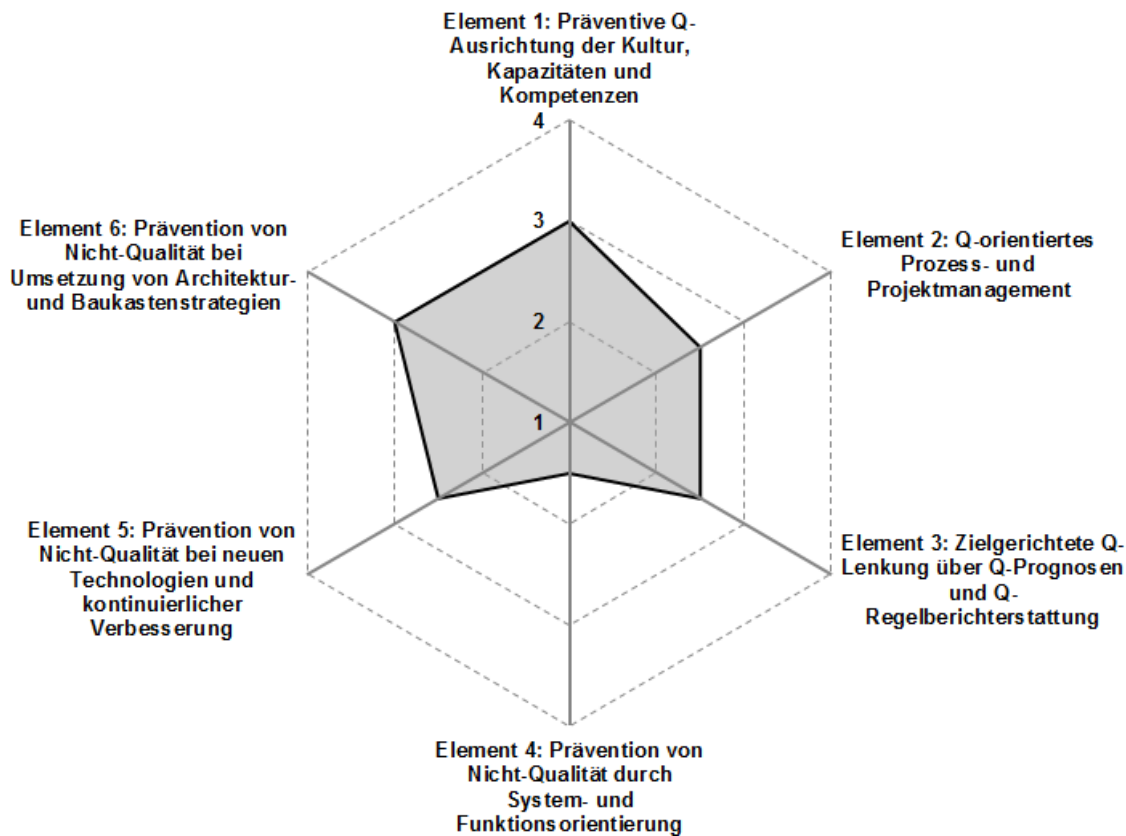 Element 1: Präventive Q-
Ausrichtung der Kultur,
Kapazitäten und
Kompetenzen
4
3
2
1
Element 2: Q-orientiertes
Prozess- und
Projektmanagement
Element 3: Zielgerichtete Q-
Lenkung über Q-Prognosen
und Q-
Regelberichterstattung
Element 4: Prävention von
Nicht-Qualität durch
System- und
Funktionsorientierung
Element 5: Prävention von
Nicht-Qualität bei neuen
Technologien und
kontinuierlicher
Verbesserung
Element 6: Prävention von
Nicht-Qualität bei
Umsetzung von Architektur-
und Baukastenstrategien